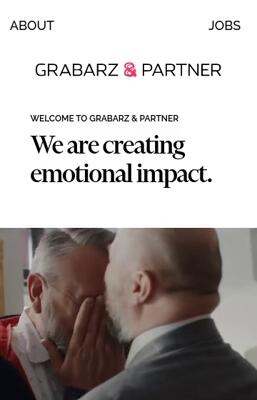 ABOUT
JOBS
GRABARZ & PARTNER
WELCOME TO GRABARZ & PARTNER
We are creating
emotional impact.